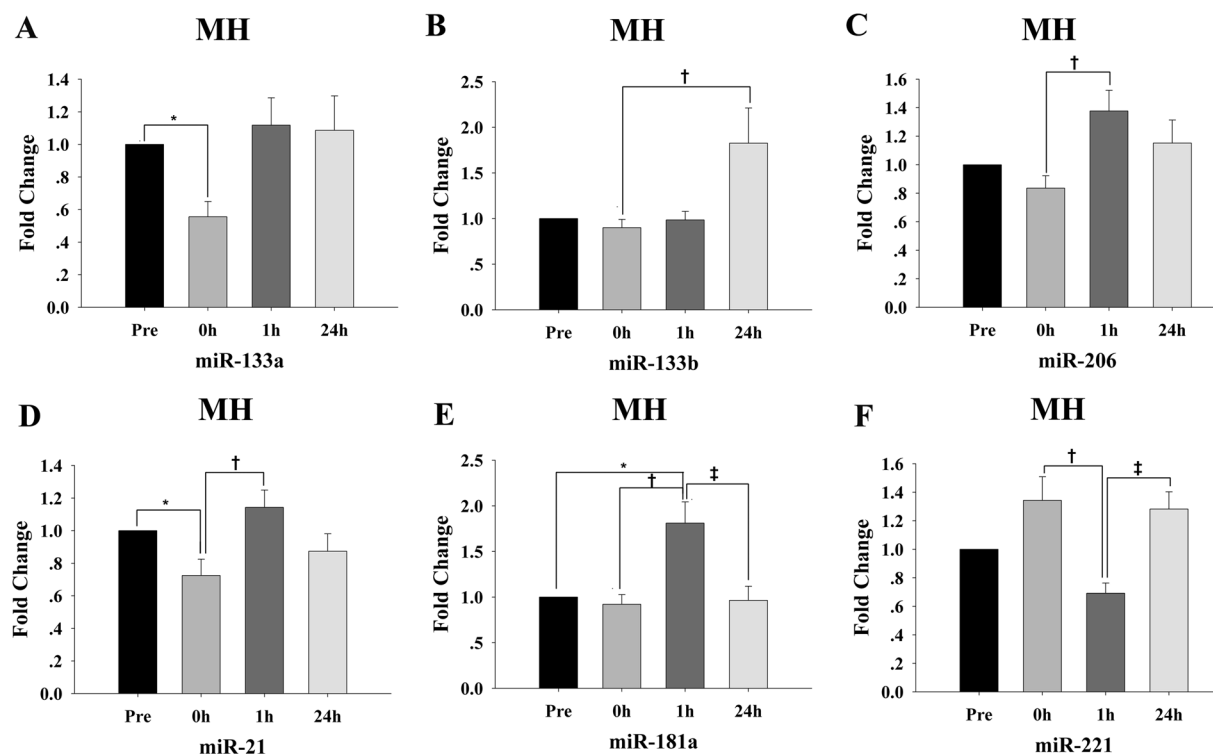 A
MH
Fold Change
1.4
1.2
1.0
.8
.6
.4
.2
0.0
*
Pre
0h
1h
24h
miR-133a
B
MH
Fold Change
2.5
2.0
1.5
1.0
.5
0.0
†
Pre
0h
1h
24h
miR-133b
C
MH
Fold Change
1.6
1.4
1.2
1.0
.8
.6
.4
.2
0.0
†
Pre
0h
1h
24h
miR-206
D
MH
Fold Change
1.4
1.2
1.0
.8
.6
.4
.2
0.0
*
†
Pre
0h
1h
24h
miR-21
E
MH
Fold Change
2.5
2.0
1.5
1.0
.5
0.0
*
†
‡
Pre
0h
1h
24h
miR-181a
F
MH
Fold Change
1.6
1.4
1.2
1.0
.8
.6
.4
.2
0.0
†
‡
Pre
0h
1h
24h
miR-221